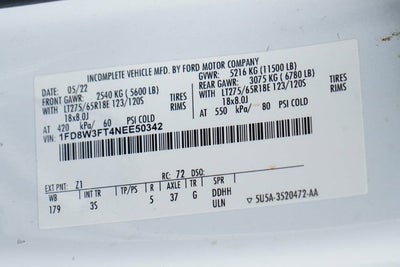 INCOMPLETE VEHICLE MFD. BY FORD MOTOR COMPANY
DATE: 05/22 GVWR: 5216 KG (11500 LB)
FRONT GAWR: 2540 KG (5600 LB) REAR GAWR: 3075 KG (6780 LB)
LT275/65R18E 123/120S TIRES WITH LT275/65R18E 123/120S TIRES
18x8.0J RIMS 18x8.0J RIMS
AT 420 kPa/ 60 PSI COLD AT 550 kPa/ 80 PSI COLD
VIN: 1FD8W3FT4NEE50342
EXT PNT: Z1 RC: 72 DSO:
WB INT TR TP/PS R AXLE TR SPR
179 35 5 37 G DDHH
ULN 5U5A-3520472-AA